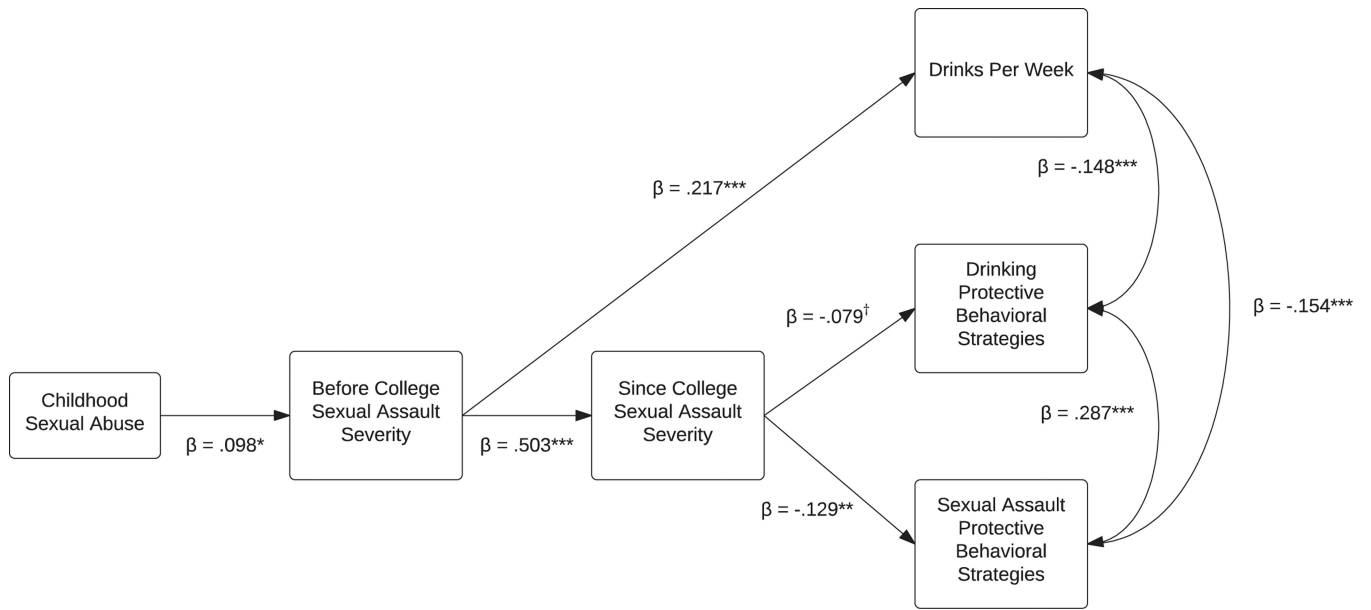 Drinks Per Week
β = -.148***
β = .217***
Drinking
Protective
Behavioral
Strategies
β = -.154***
β = -.079†
Childhood
Sexual Abuse
β = .098*
Before College
Sexual Assault
Severity
β = .503***
Since College
Sexual Assault
Severity
β = .287***
β = -.129**
Sexual Assault
Protective
Behavioral
Strategies